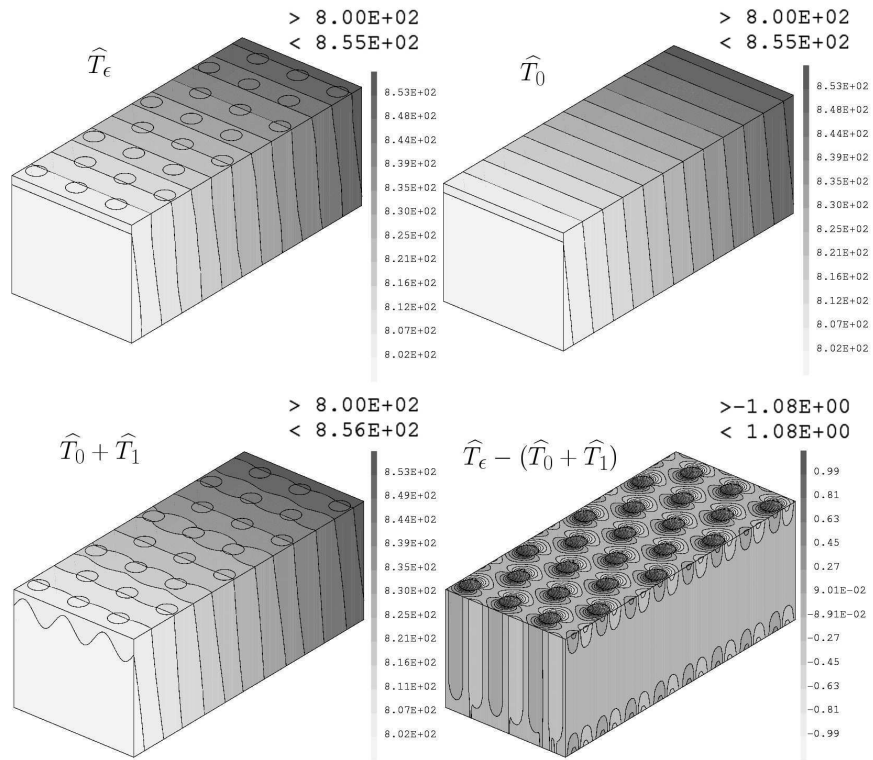 > 8.00E+02
< 8.55E+02
T̂ϵ
8.53E+02
8.48E+02
8.44E+02
8.39E+02
8.35E+02
8.30E+02
8.25E+02
8.21E+02
8.16E+02
8.12E+02
8.07E+02
8.02E+02
> 8.00E+02
< 8.55E+02
T̂0
8.53E+02
8.48E+02
8.44E+02
8.39E+02
8.35E+02
8.30E+02
8.25E+02
8.21E+02
8.16E+02
8.12E+02
8.07E+02
8.02E+02
> 8.00E+02
< 8.56E+02
T̂0 + T̂1
8.53E+02
8.49E+02
8.44E+02
8.39E+02
8.35E+02
8.30E+02
8.25E+02
8.21E+02
8.16E+02
8.11E+02
8.07E+02
8.02E+02
>-1.08E+00
< 1.08E+00
T̂ϵ − (T̂0 + T̂1)
0.99
0.81
0.63
0.45
0.27
9.01E-02
-8.91E-02
-0.27
-0.45
-0.63
-0.81
-0.99